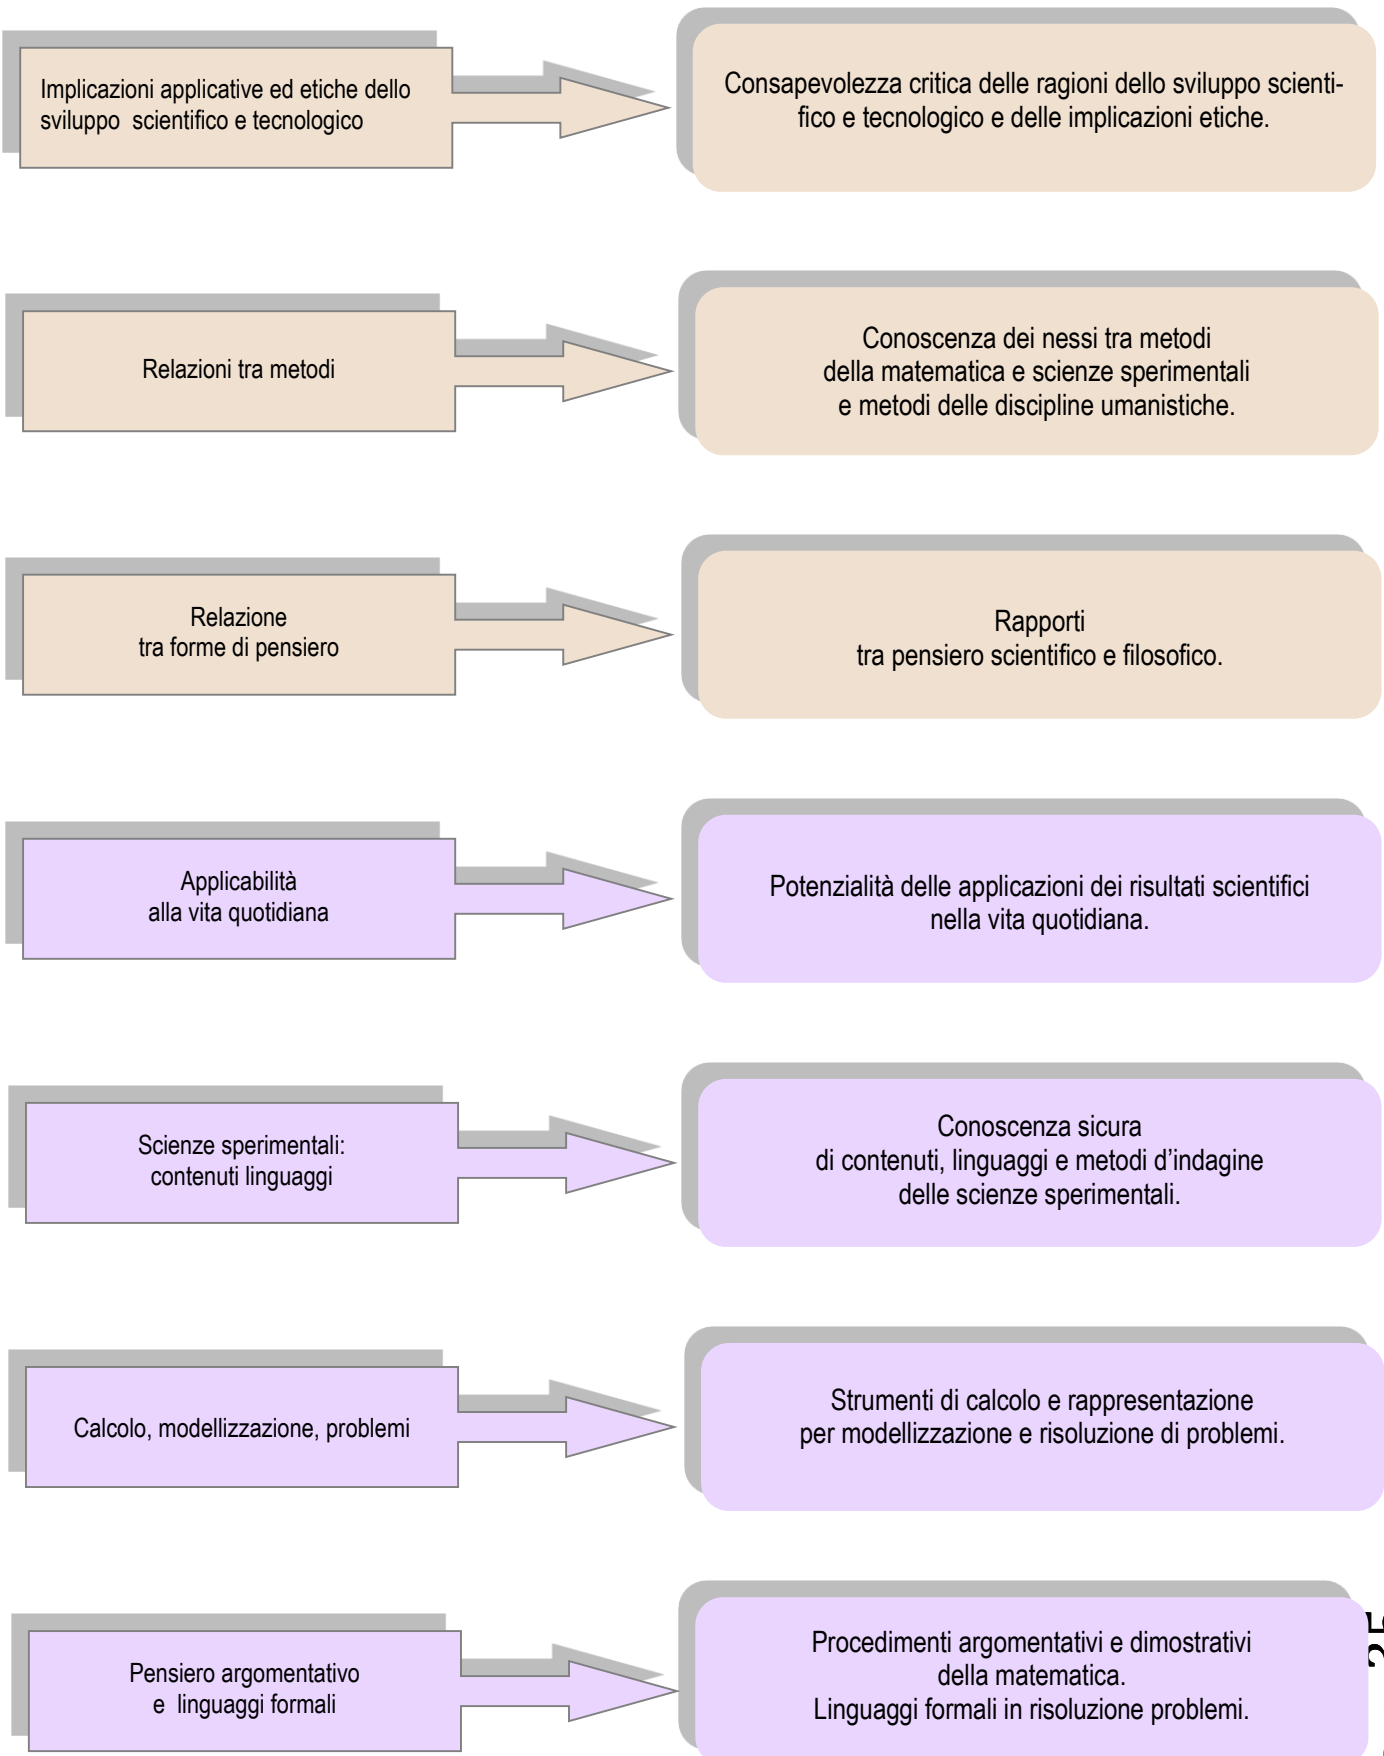 Implicazioni applicative ed etiche dello
sviluppo scientifico e tecnologico
Consapevolezza critica delle ragioni dello sviluppo scienti-
fico e tecnologico e delle implicazioni etiche.
Relazioni tra metodi
Conoscenza dei nessi tra metodi
della matematica e scienze sperimentali
e metodi delle discipline umanistiche.
Relazione
tra forme di pensiero
Rapporti
tra pensiero scientifico e filosofico.
Applicabilità
alla vita quotidiana
Potenzialità delle applicazioni dei risultati scientifici
nella vita quotidiana.
Scienze sperimentali:
contenuti linguaggi
Conoscenza sicura
di contenuti, linguaggi e metodi d’indagine
delle scienze sperimentali.
Calcolo, modellizzazione, problemi
Strumenti di calcolo e rappresentazione
per modellizzazione e risoluzione di problemi.
Pensiero argomentativo
e linguaggi formali
Procedimenti argomentativi e dimostrativi
della matematica.
Linguaggi formali in risoluzione problemi.